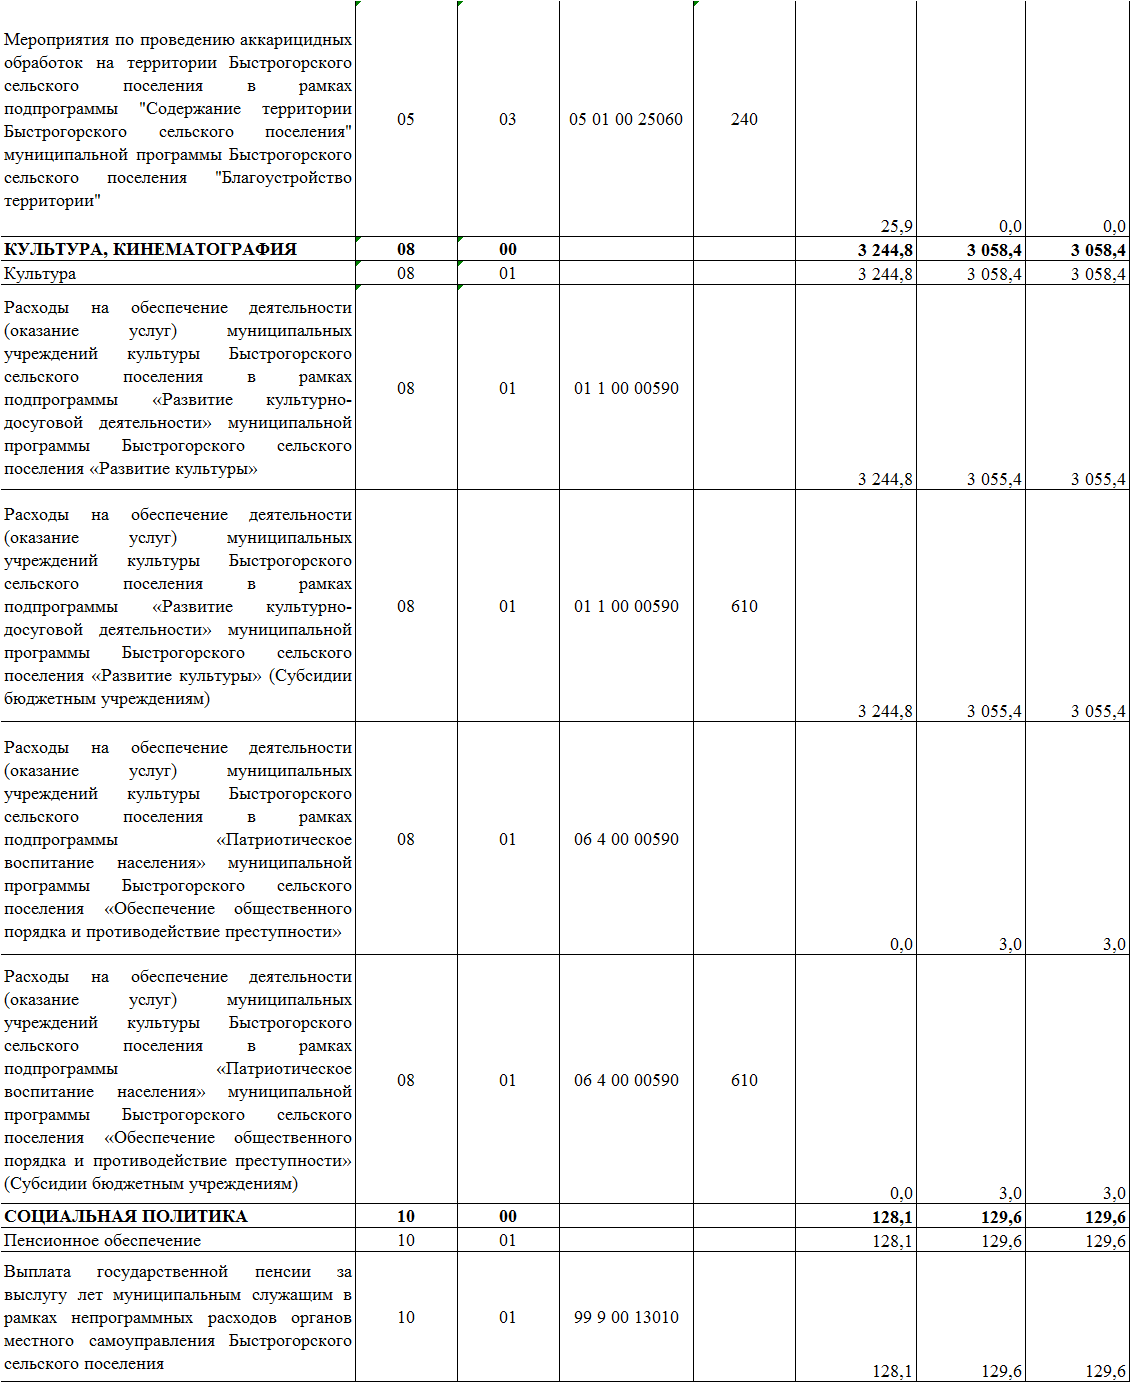 Мероприятия по проведению аккарицидных
обработок на территории Быстрогорского
сельского поселения в рамках
подпрограммы "Содержание территории
Быстрогорского сельского поселения"
муниципальной программы Быстрогорского
сельского поселения "Благоустройство
территории"
05 03 05 01 00 25060 240 25,9 0,0 0,0
КУЛЬТУРА, КИНЕМАТОГРАФИЯ 08 00 3 244,8 3 058,4 3 058,4
Культура 08 01 3 244,8 3 058,4 3 058,4
Расходы на обеспечение деятельности
(оказание услуг) муниципальных
учреждений культуры Быстрогорского
сельского поселения в рамках
подпрограммы «Развитие культурно-
досуговой деятельности» муниципальной
программы Быстрогорского сельского
поселения «Развитие культуры»
08 01 01 1 00 00590 3 244,8 3 055,4 3 055,4
Расходы на обеспечение деятельности
(оказание услуг) муниципальных
учреждений культуры Быстрогорского
сельского поселения в рамках
подпрограммы «Развитие культурно-
досуговой деятельности» муниципальной
программы Быстрогорского сельского
поселения «Развитие культуры» (Субсидии
бюджетным учреждениям)
08 01 01 1 00 00590 610 3 244,8 3 055,4 3 055,4
Расходы на обеспечение деятельности
(оказание услуг) муниципальных
учреждений культуры Быстрогорского
сельского поселения в рамках
подпрограммы «Патриотическое
воспитание населения» муниципальной
программы Быстрогорского сельского
поселения «Обеспечение общественного
порядка и противодействие преступности»
08 01 06 4 00 00590 0,0 3,0 3,0
Расходы на обеспечение деятельности
(оказание услуг) муниципальных
учреждений культуры Быстрогорского
сельского поселения в рамках
подпрограммы «Патриотическое
воспитание населения» муниципальной
программы Быстрогорского сельского
поселения «Обеспечение общественного
порядка и противодействие преступности»
(Субсидии бюджетным учреждениям)
08 01 06 4 00 00590 610 0,0 3,0 3,0
СОЦИАЛЬНАЯ ПОЛИТИКА 10 00 128,1 129,6 129,6
Пенсионное обеспечение 10 01 128,1 129,6 129,6
Выплата государственной пенсии за
выслугу лет муниципальным служащим в
рамках непрограммных расходов органов
местного самоуправления Быстрогорского
сельского поселения
10 01 99 9 00 13010 128,1 129,6 129,6